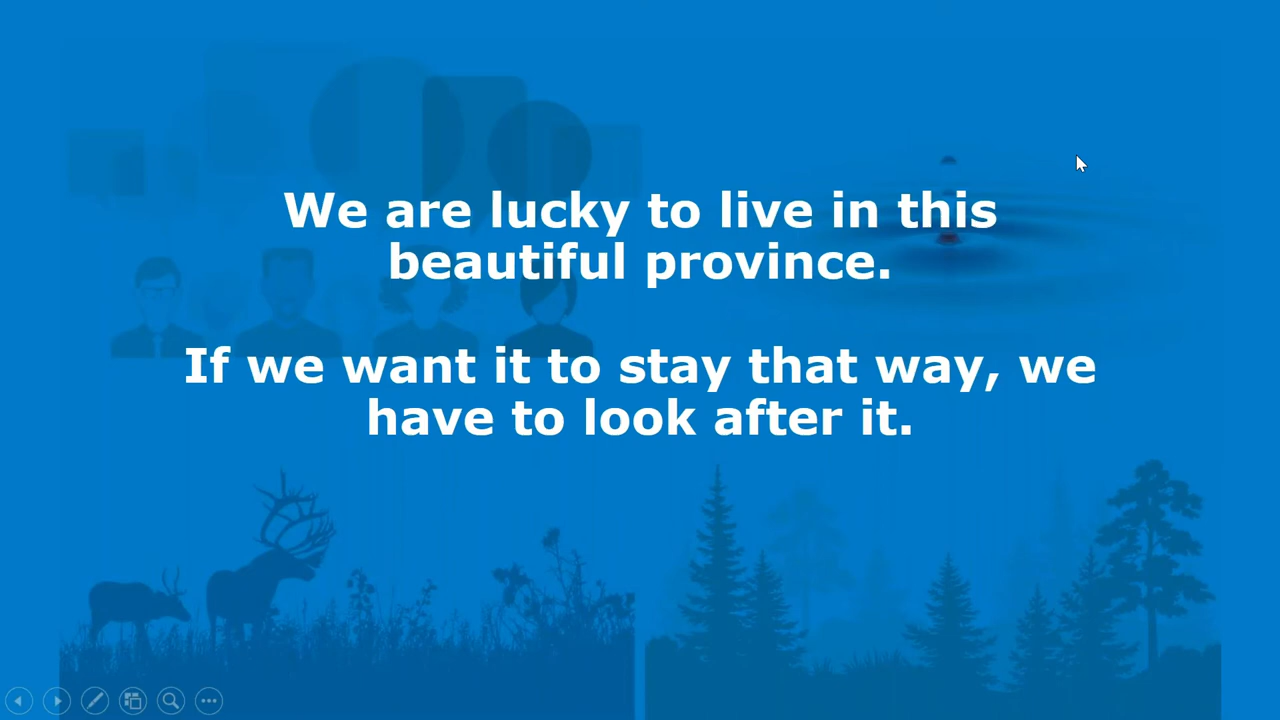 We are lucky to live in this
beautiful province.
If we want it to stay that way, we
have to look after it.